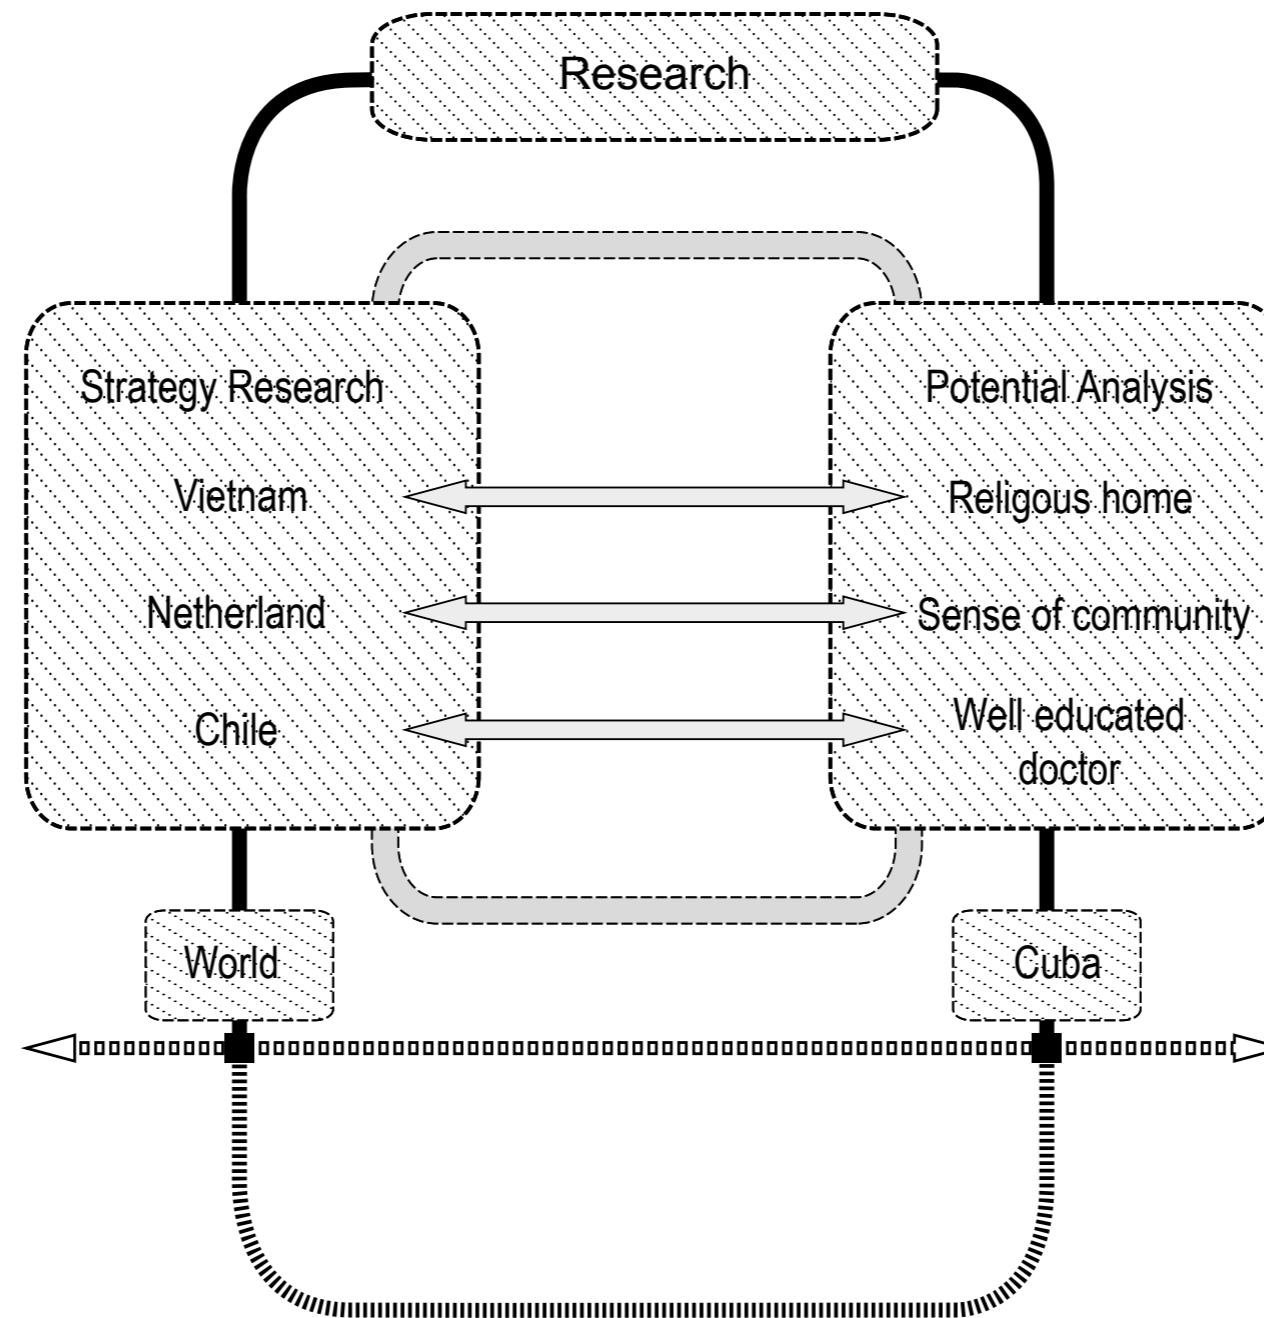 Research
Strategy Research
Vietnam
Netherland
Chile
Potential Analysis
Religous home
Sense of community
Well educated
doctor
World
Cuba